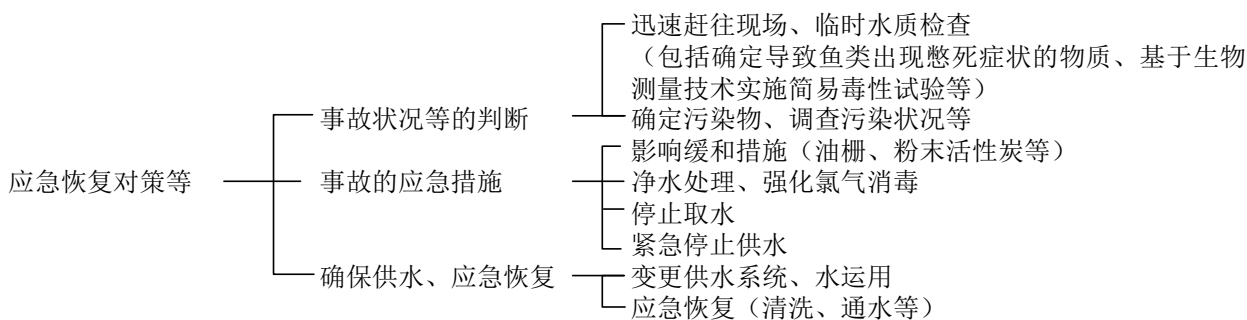 迅速赶往现场、临时水质检查
（包括确定导致鱼类出现憋死症状的物质、基于生物
测量技术实施简易毒性试验等）
事故状况等的判断
确定污染物、调查污染状况等
影响缓和措施（油栅、粉末活性炭等）
应急恢复对策等
事故的应急措施
净水处理、强化氯气消毒
停止取水
紧急停止供水
确保供水、应急恢复
变更供水系统、水运用
应急恢复（清洗、通水等）